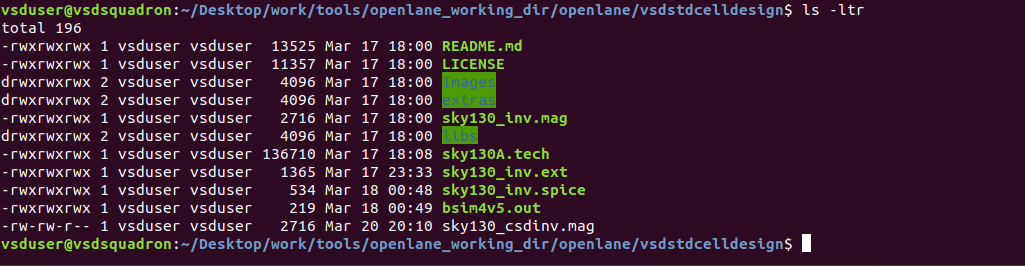 vsduser@vsdsquadron:~/Desktop/work/tools/openlane_working_dir/openlane/vsdstdcelldesign$ ls -ltr
total 196
-rwxrwxrwx 1 vsduser vsduser  13525 Mar 17 18:00 README.md
-rwxrwxrwx 1 vsduser vsduser  11357 Mar 17 18:00 LICENSE
drwxrwxrwx 2 vsduser vsduser   4096 Mar 17 18:00 Images
drwxrwxrwx 2 vsduser vsduser   4096 Mar 17 18:00 extras
-rwxrwxrwx 1 vsduser vsduser   2716 Mar 17 18:00 sky130_inv.mag
drwxrwxrwx 2 vsduser vsduser   4096 Mar 17 18:00 libs
-rwxrwxrwx 1 vsduser vsduser 136710 Mar 17 18:08 sky130A.tech
-rwxrwxrwx 1 vsduser vsduser   1365 Mar 17 23:33 sky130_inv.ext
-rwxrwxrwx 1 vsduser vsduser    534 Mar 18 00:48 sky130_inv.spice
-rwxrwxrwx 1 vsduser vsduser    219 Mar 18 00:49 bsim4v5.out
-rw-rw-r-- 1 vsduser vsduser   2716 Mar 20 20:10 sky130_csdinv.mag
vsduser@vsdsquadron:~/Desktop/work/tools/openlane_working_dir/openlane/vsdstdcelldesign$